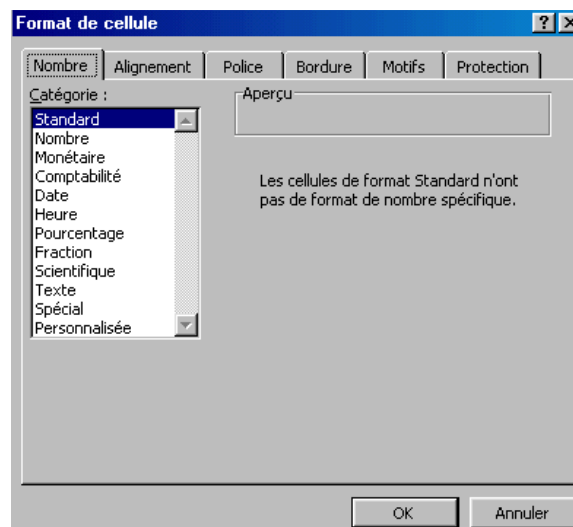 Format de cellule
Nombre Alignement Police Bordure Motifs Protection
Catégorie :
Standard
Nombre
Monétaire
Comptabilité
Date
Heure
Pourcentage
Fraction
Scientifique
Texte
Spécial
Personnalisée
Aperçu
Les cellules de format Standard n'ont
pas de format de nombre spécifique.
OK Annuler